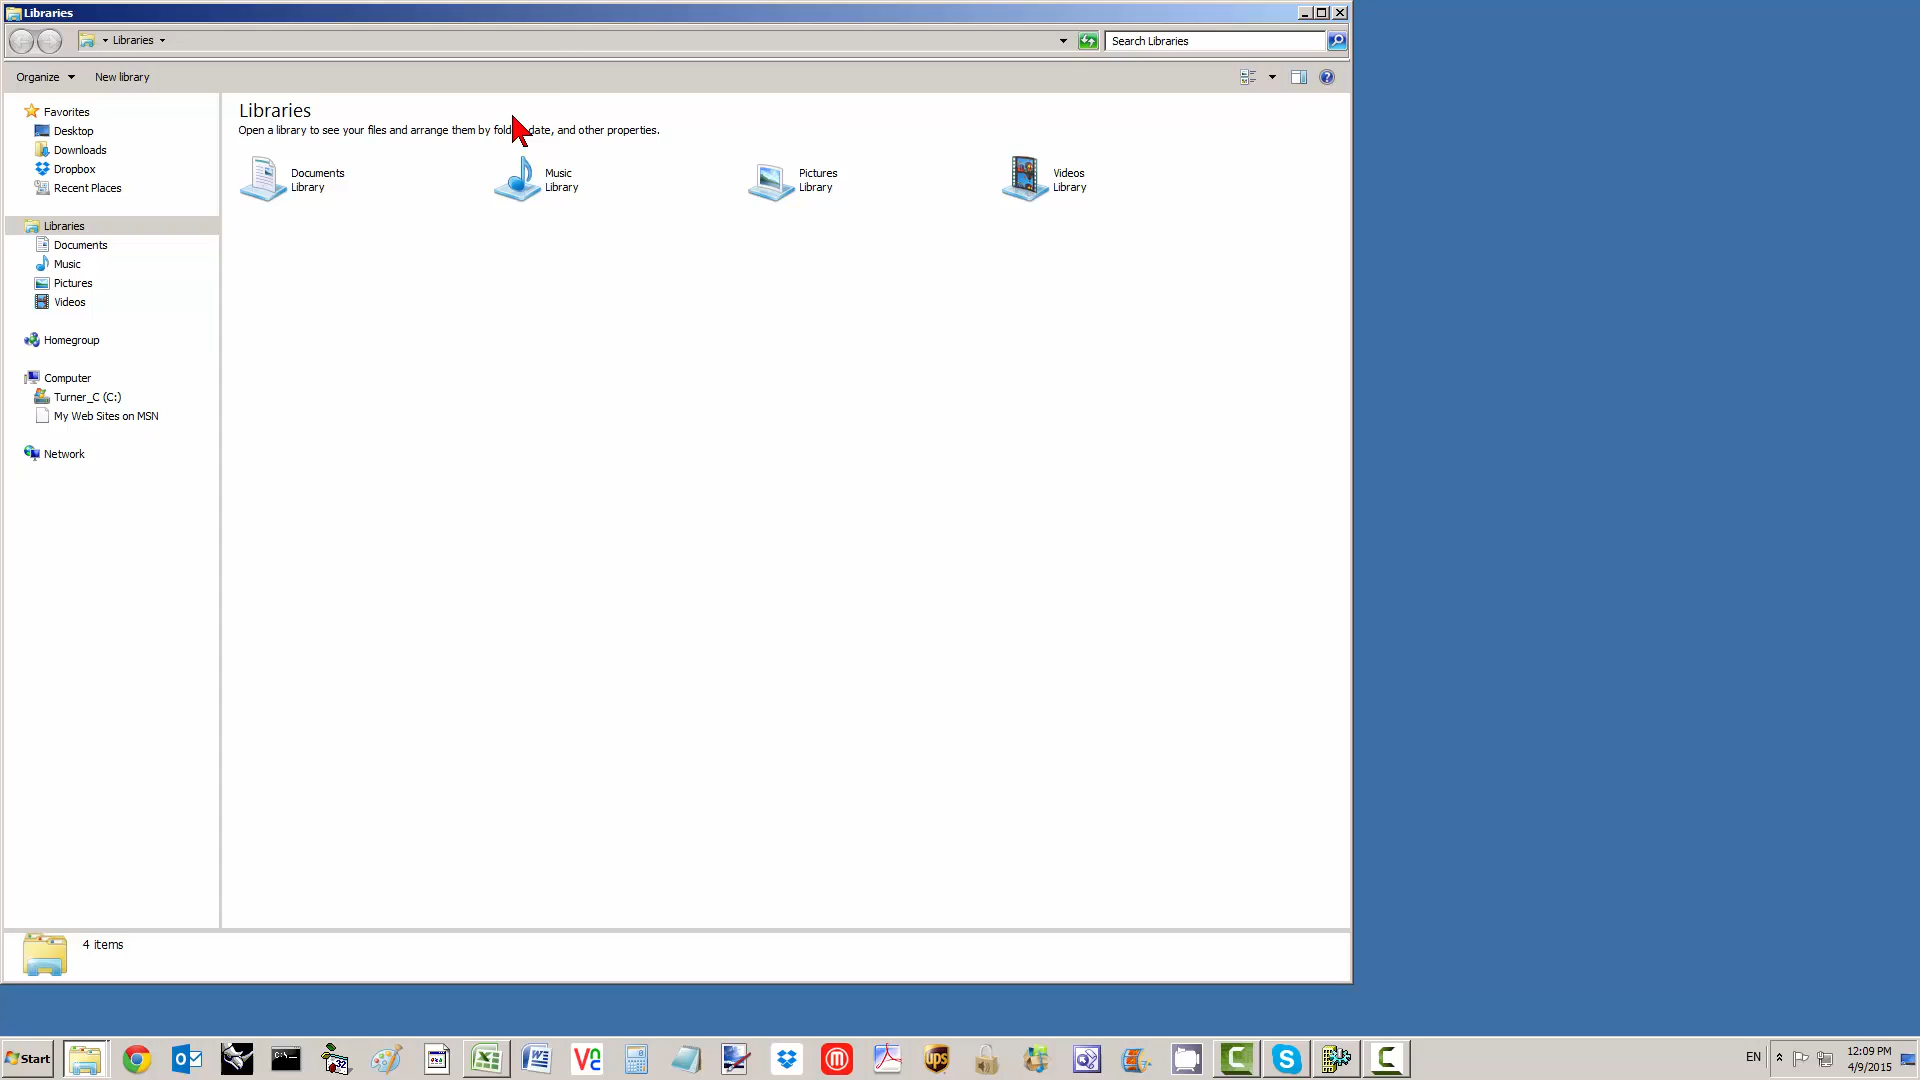 Libraries
Libraries
Search Libraries
Organize
New library
Favorites
Desktop
Downloads
Dropbox
Recent Places
Libraries
Documents
Music
Pictures
Videos
Homegroup
Computer
Turner_C (C:)
My Web Sites on MSN
Network
Libraries
Open a library to see your files and arrange them by date, and other properties.
Documents
Library
Music
Library
Pictures
Library
Videos
Library
4 items
Start
C:\
32
VC
ups
EN
12:09 PM
4/9/2015